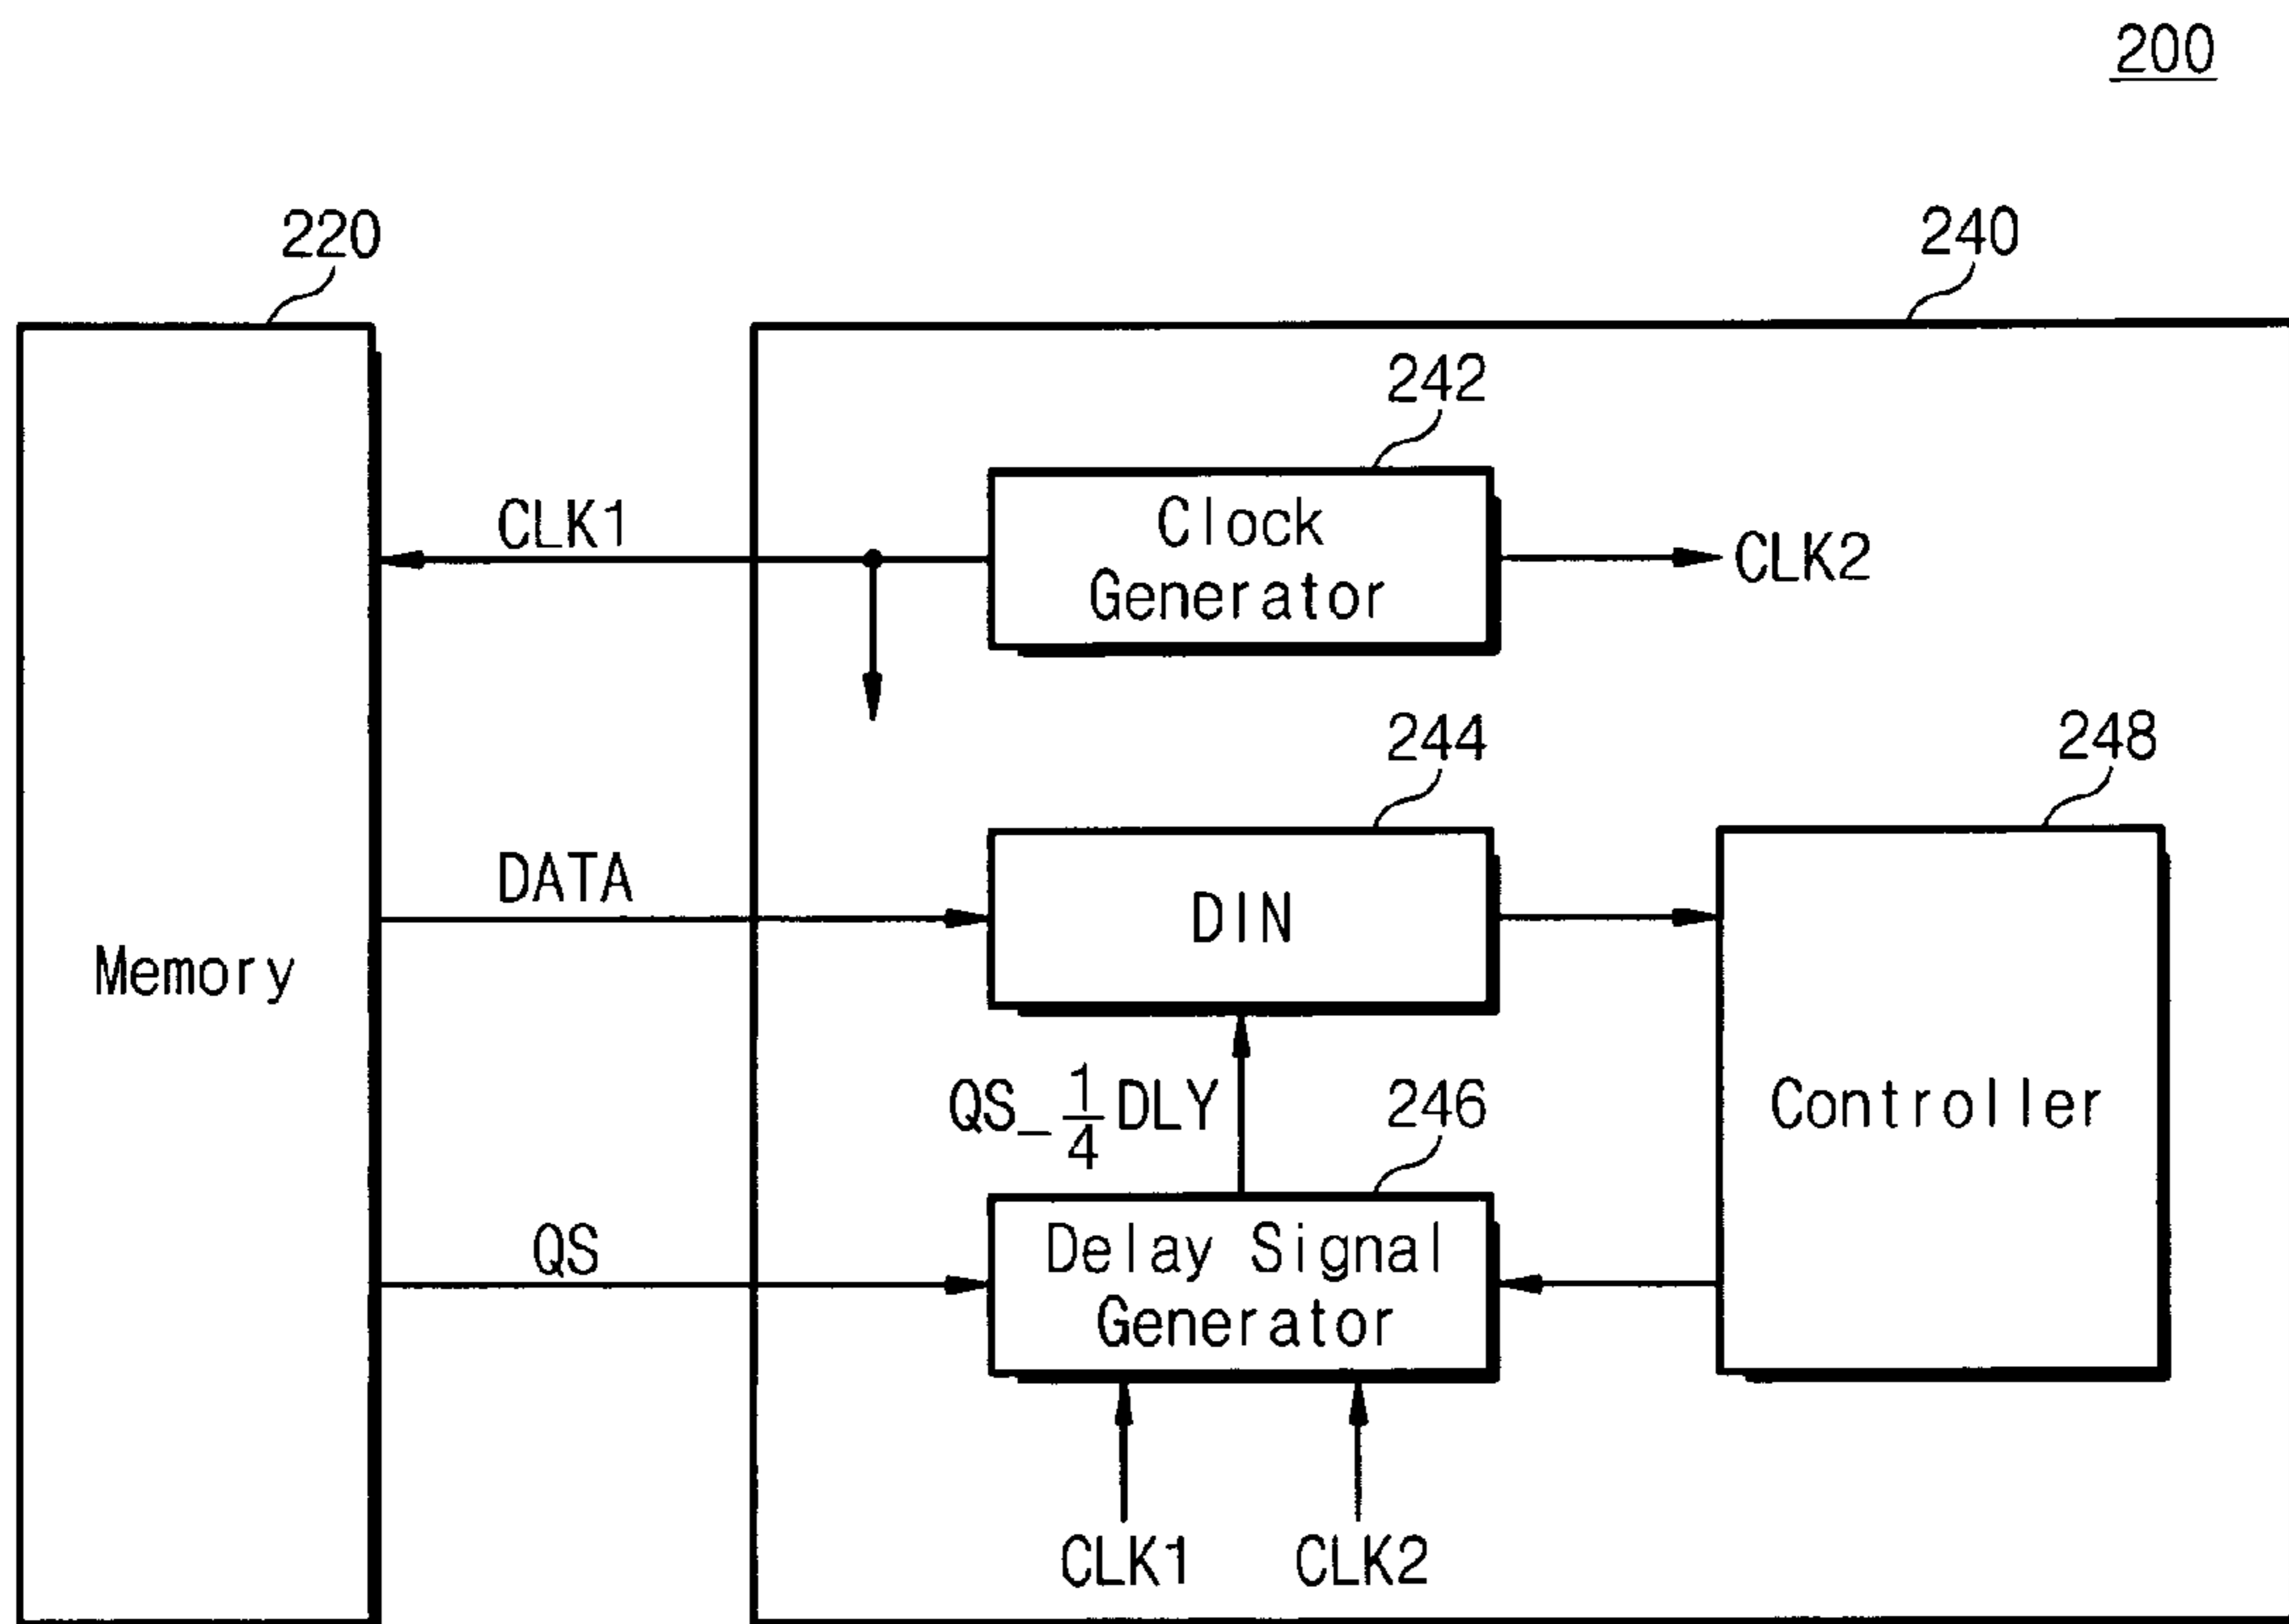 200
220
240
242
CLK1
Clock
Generator
CLK2
244
248
DATA
DIN
Memory
QS_1/4DLY
246
Controller
QS
Delay Signal
Generator
CLK1
CLK2